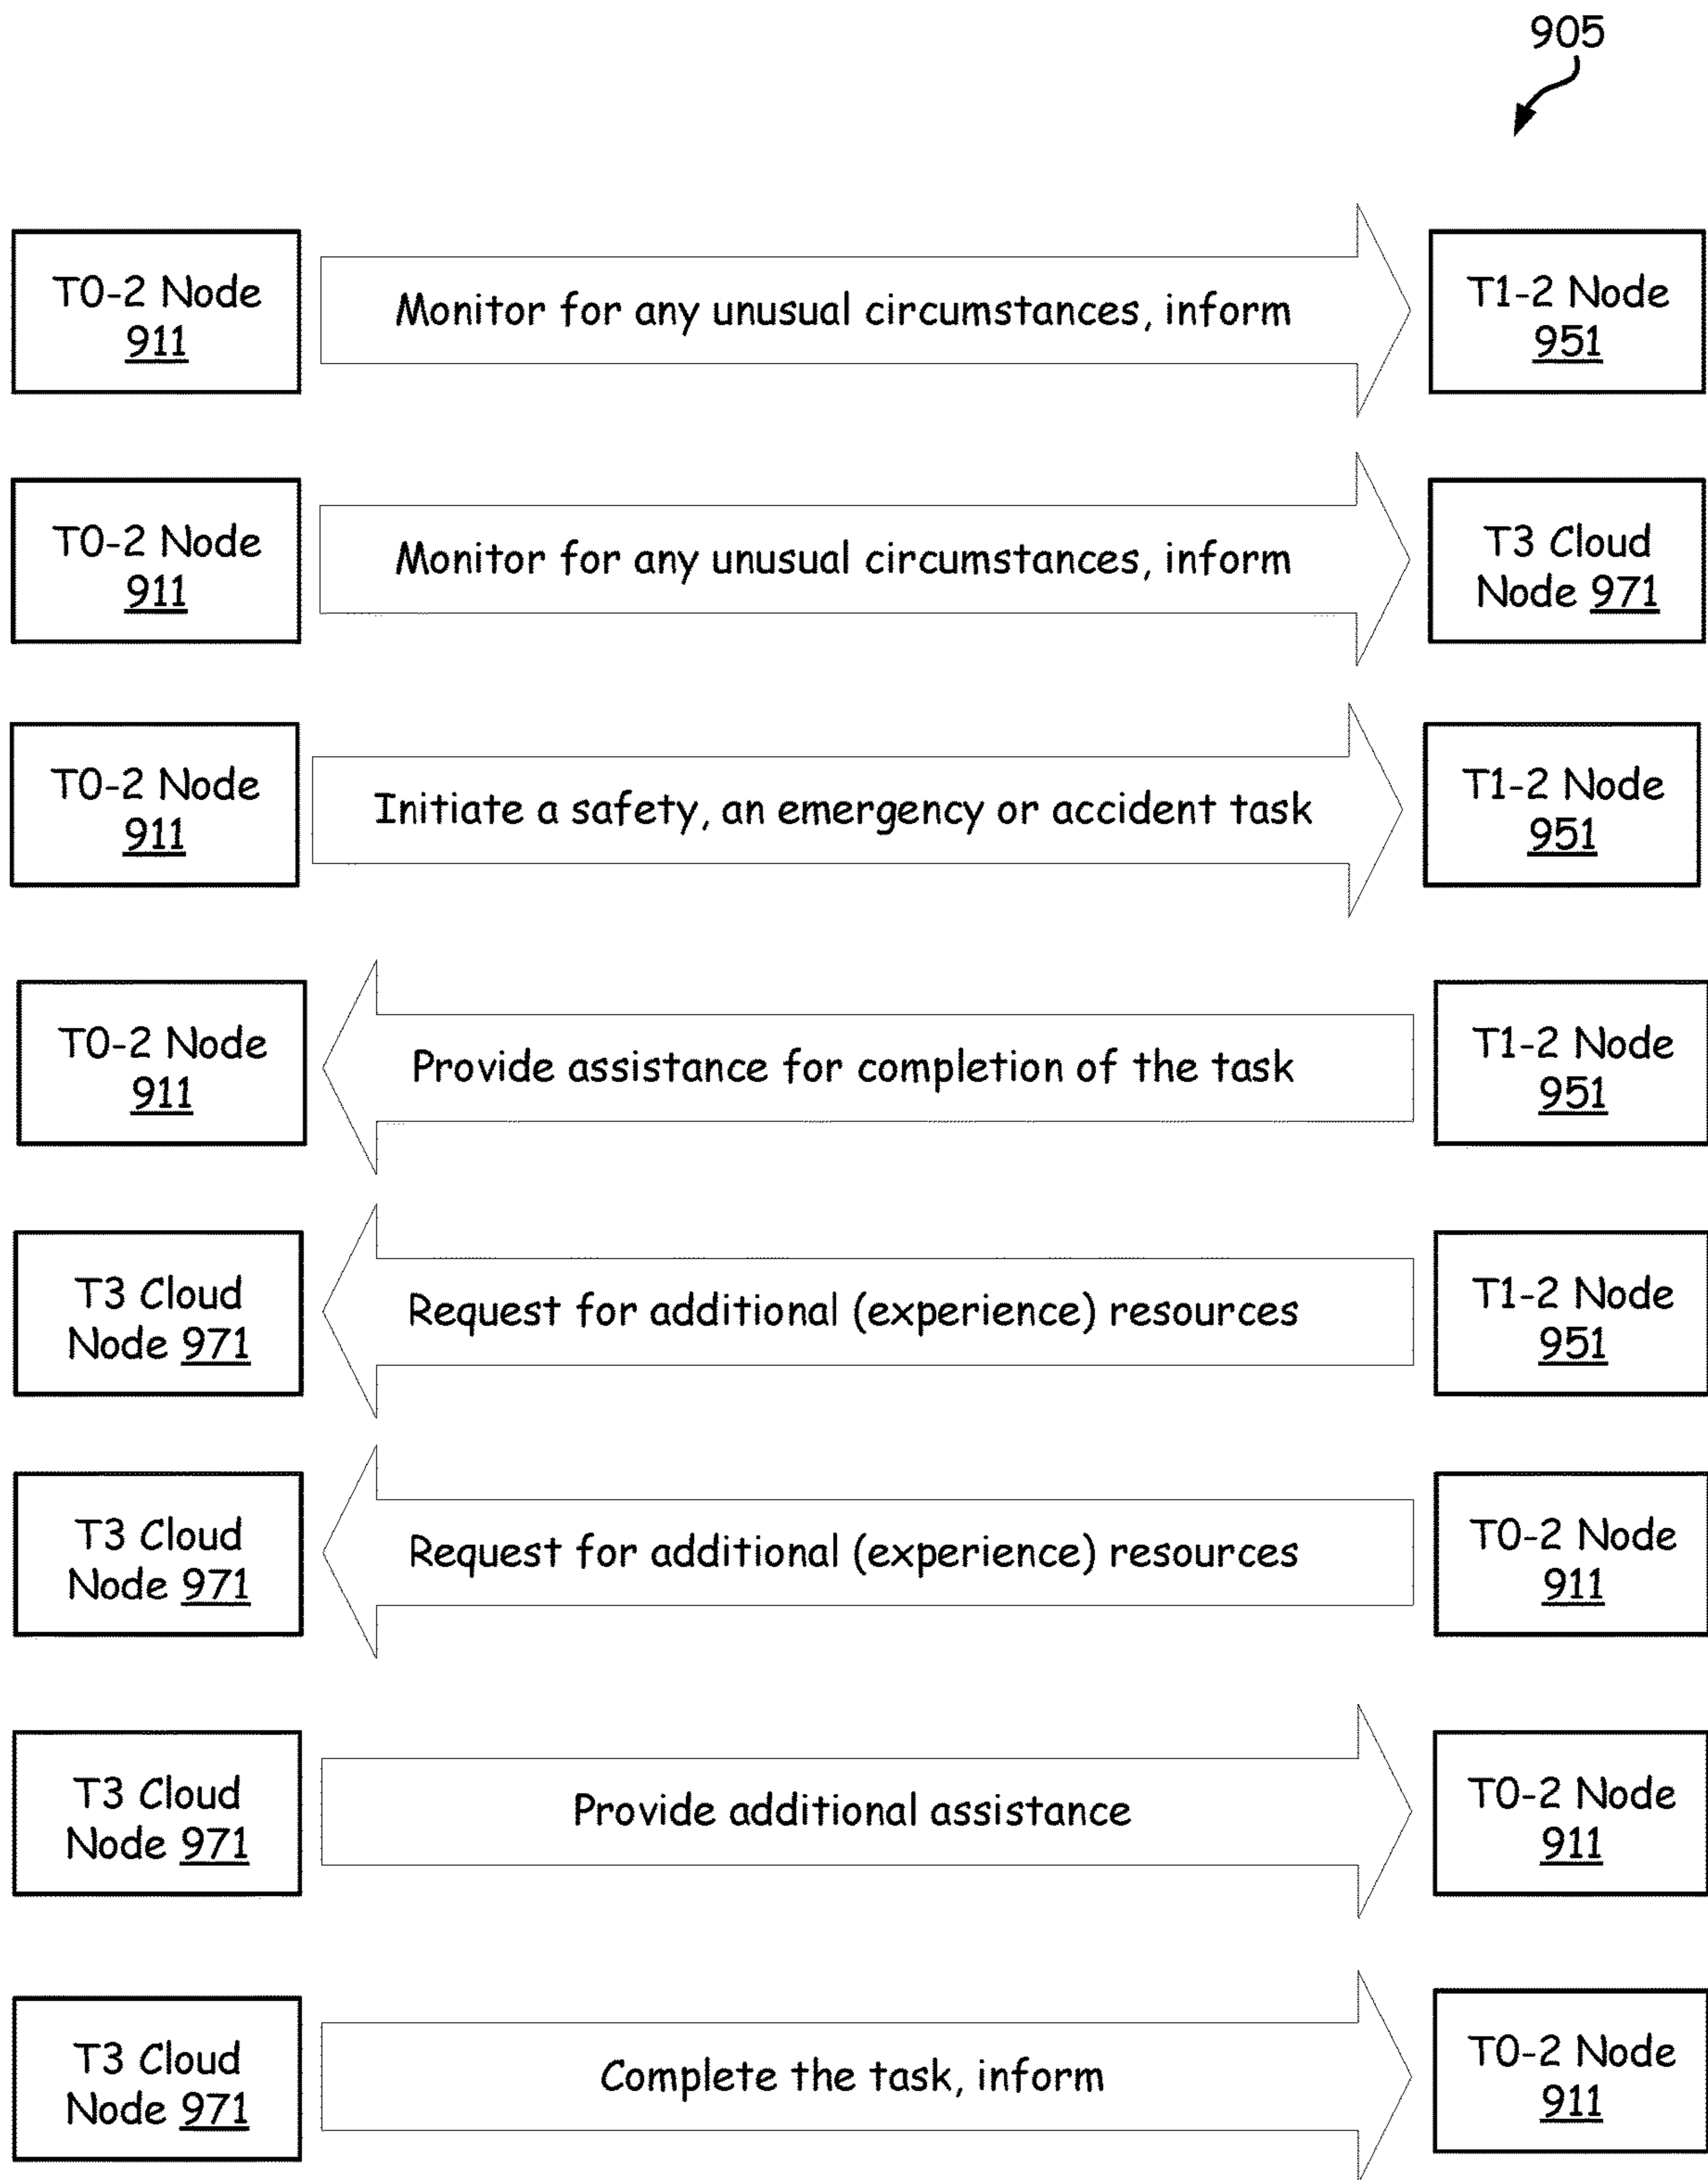 905
T0-2 Node
911
Monitor for any unusual circumstances, inform
T1-2 Node
951
T0-2 Node
911
Monitor for any unusual circumstances, inform
T3 Cloud
Node 971
T0-2 Node
911
Initiate a safety, an emergency or accident task
T1-2 Node
951
T0-2 Node
911
Provide assistance for completion of the task
T1-2 Node
951
T3 Cloud
Node 971
Request for additional (experience) resources
T1-2 Node
951
T3 Cloud
Node 971
Request for additional (experience) resources
T0-2 Node
911
T3 Cloud
Node 971
Provide additional assistance
T0-2 Node
911
T3 Cloud
Node 971
Complete the task, inform
T0-2 Node
911